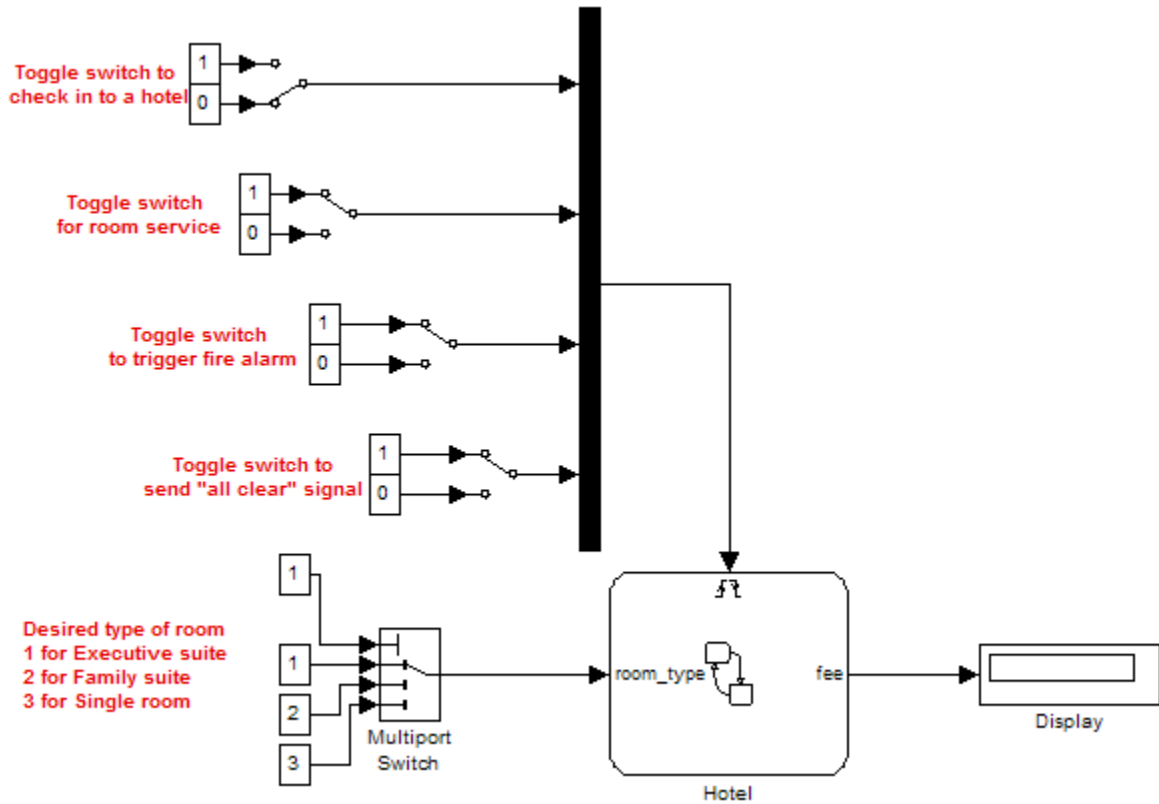 Toggle switch to
check in to a hotel
1
0
Toggle switch
for room service
1
0
Toggle switch
to trigger fire alarm
1
0
Toggle switch to
send "all clear" signal
1
0
Desired type of room
1 for Executive suite
2 for Family suite
3 for Single room
1
1
2
3
Multiport
Switch
room_type
fee
Hotel
Display